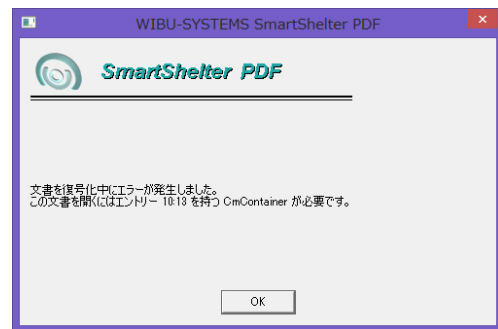 WIBU-SYSTEMS SmartShelter PDF
SmartShelter PDF
文書を復号化中にエラーが発生しました。
この文書を開くにはエントリー 10:13 を持つ CmContainer が必要です。
OK